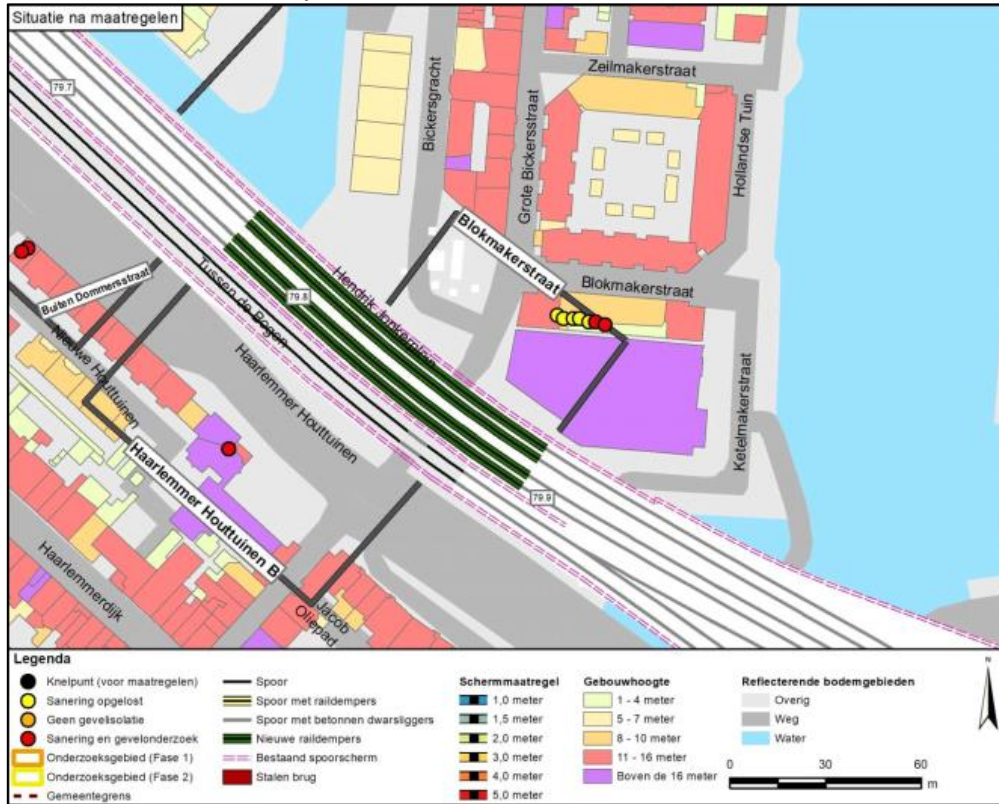 Situatie na maatregelen
79.7
Zeilmakerstraat
Bickersgracht
Grote Bickersstraat
Hollandse Tuin
Blokmakerstraat
Blokmakerstraat
79.8
Tussen de Bogen
Buiten Dommersstraat
Nieuwe Houttuinen
Haarlemmer Houttuinen
Ketelmakerstraat
79.9
Haarlemmer Houttuinen B
Haarlemmerdijk
Jacob
Oliepad
Legenda
Knelpunt (voor maatregelen)
Sanering opgelost
Geen gevelisolatie
Sanering en gevelonderzoek
Onderzoeksgebied (Fase 1)
Onderzoeksgebied (Fase 2)
Gemeentegrens
Spoor
Spoor met raildempers
Spoor met betonnen dwarsliggers
Nieuwe raildempers
Bestaand spoorscherm
Stalen brug
Schermmaatregel
1,0 meter
1,5 meter
2,0 meter
3,0 meter
4,0 meter
5,0 meter
Gebouwhoogte
1 - 4 meter
5 - 7 meter
8 - 10 meter
11 - 16 meter
Boven de 16 meter
Reflecterende bodemgebieden
Overig
Weg
Water
N
0 30 60
m